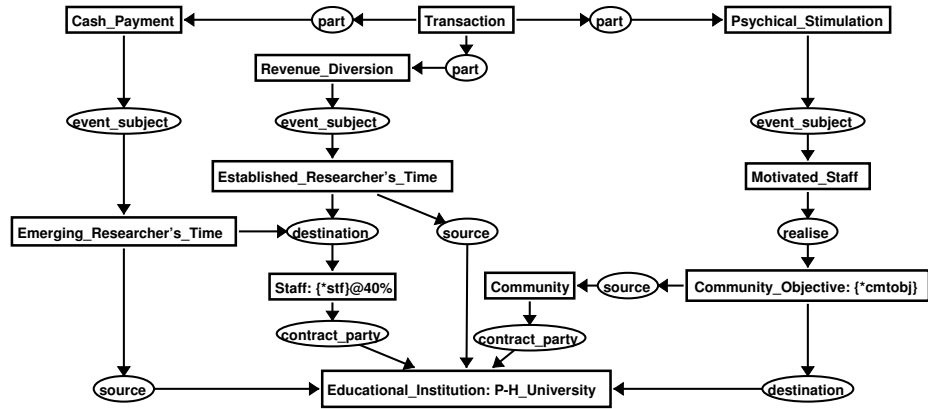 Cash_Payment
part
Transaction
part
Psychical_Stimulation
Revenue_Diversion
part
event_subject
event_subject
event_subject
Established_Researcher's_Time
Motivated_Staff
Emerging_Researcher's_Time
destination
source
realise
Staff: {*stf}@40%
Community
source
Community_Objective: {*cmtobj}
contract_party
contract_party
source
Educational_Institution: P-H_University
destination